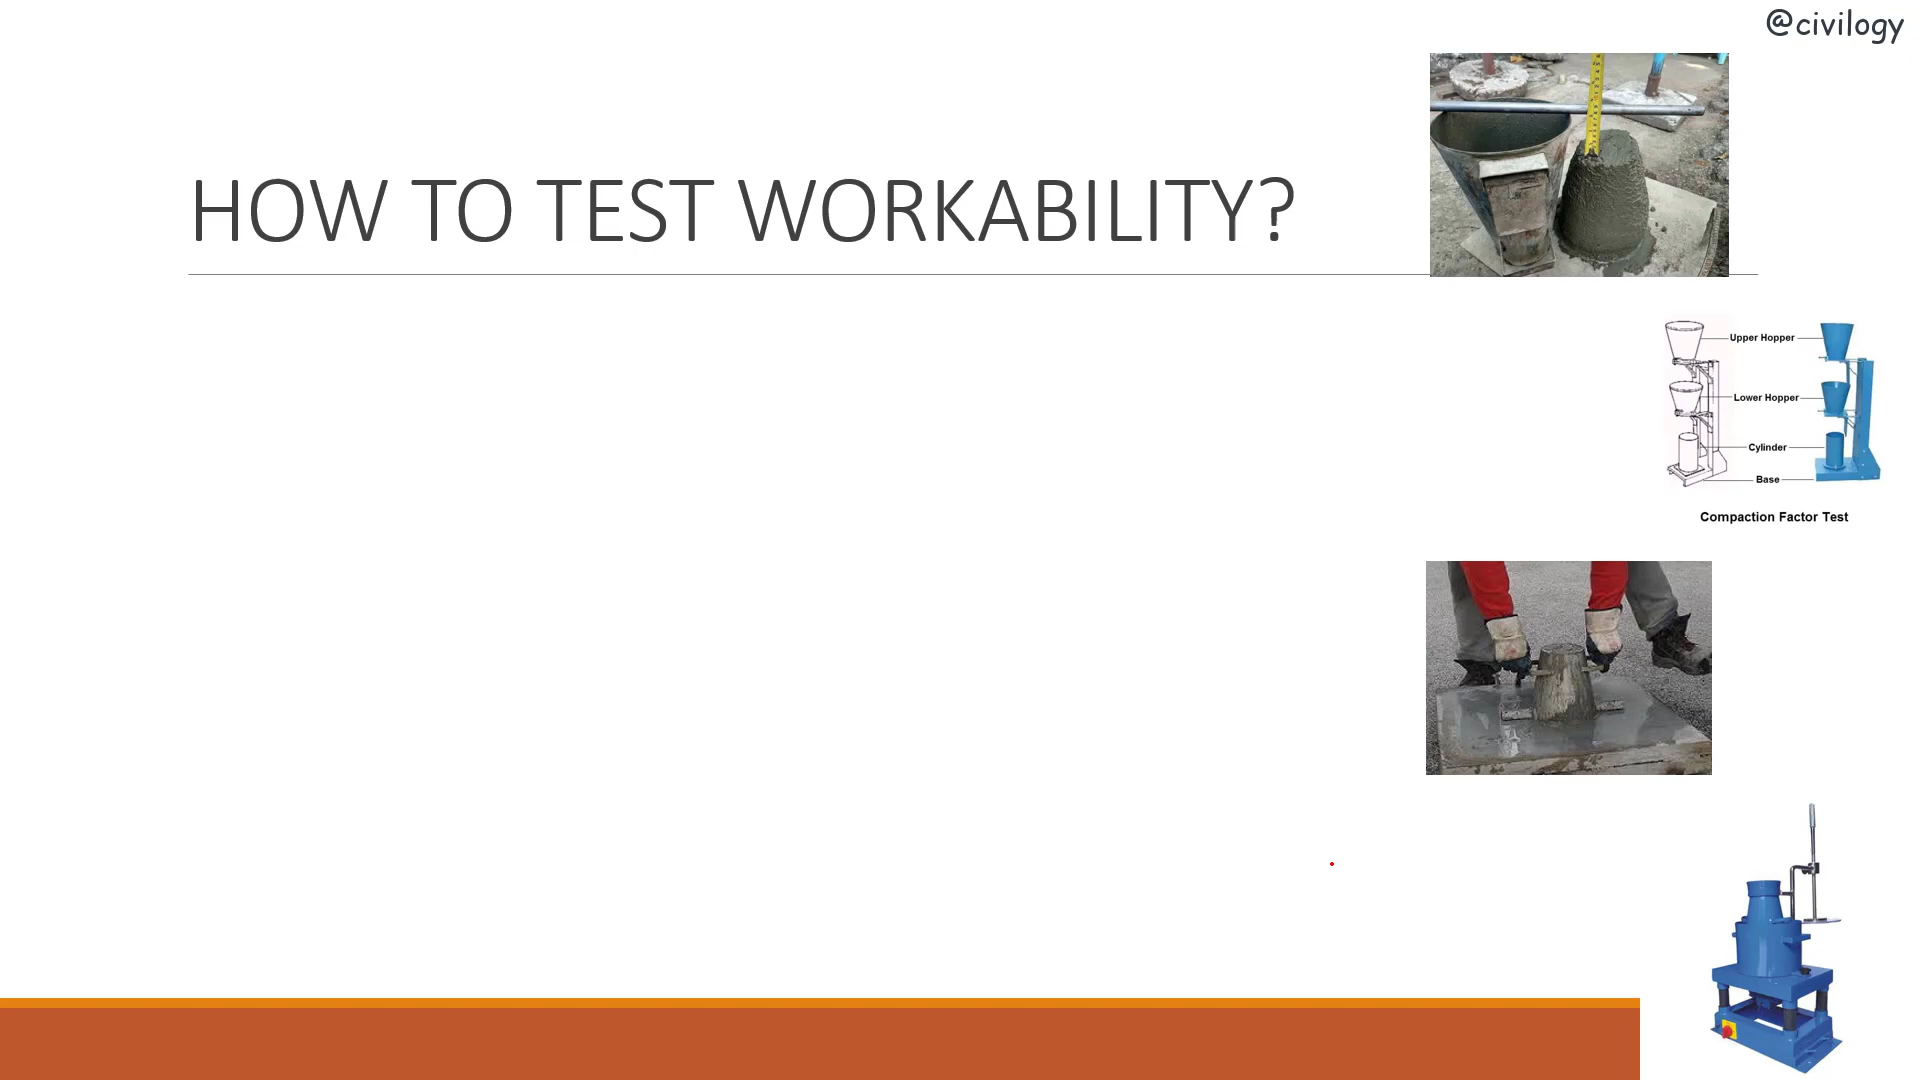 @civilogy
HOW TO TEST WORKABILITY?
Upper Hopper
Lower Hopper
Cylinder
Base
Compaction Factor Test